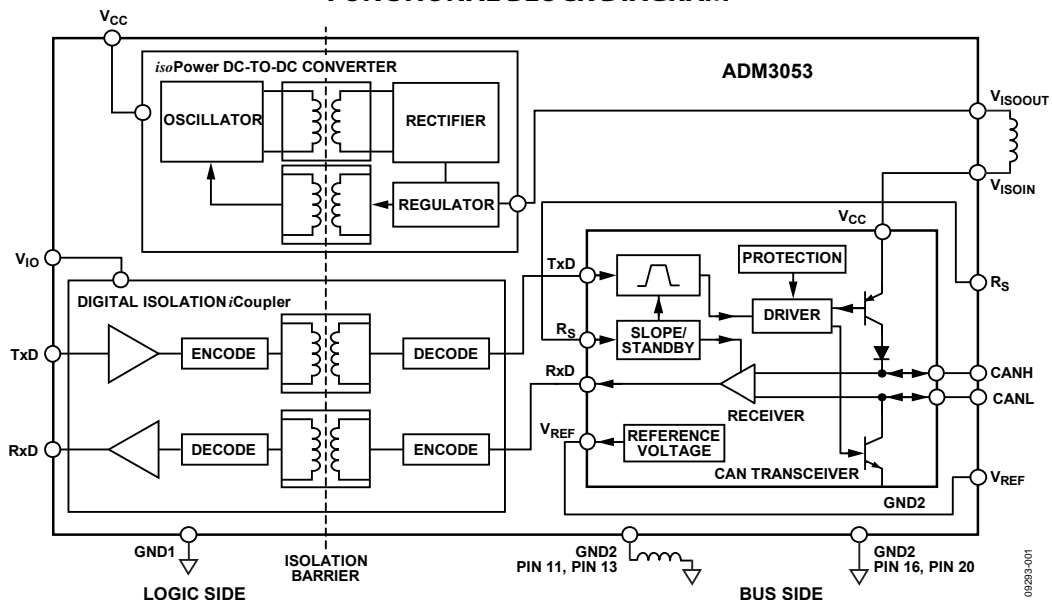 FUNCTIONAL BLOCK DIAGRAM
VCC
isoPower DC-TO-DC CONVERTER
ADM3053
OSCILLATOR
RECTIFIER
REGULATOR
VISOOUT
VISOIN
VCC
VIO
DIGITAL ISOLATION iCoupler
TxD
PROTECTION
DRIVER
RS
RS
SLOPE/
STANDBY
TxD
ENCODE
DECODE
RxD
CANH
CANL
RECEIVER
RxD
DECODE
ENCODE
VREF
REFERENCE
VOLTAGE
CAN TRANSCEIVER
VREF
GND2
GND1
ISOLATION
BARRIER
GND2
PIN 11, PIN 13
GND2
PIN 16, PIN 20
LOGIC SIDE
BUS SIDE
09293-001